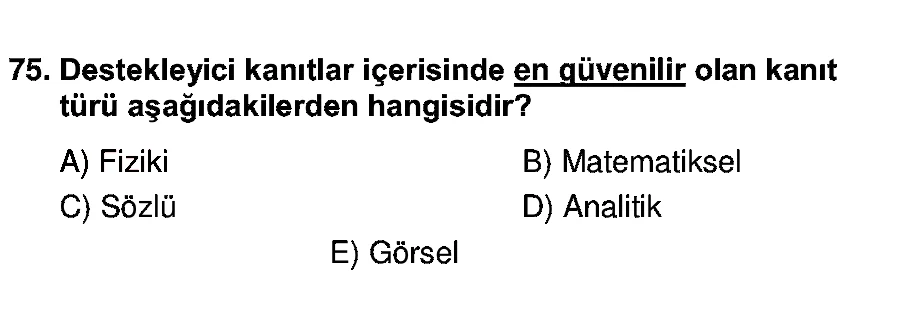 75. Destekleyici kanıtlar içerisinde en güvenilir olan kanıt
türü aşağıdakilerden hangisidir?
A) Fiziki B) Matematiksel
C) Sözlü D) Analitik
E) Görsel